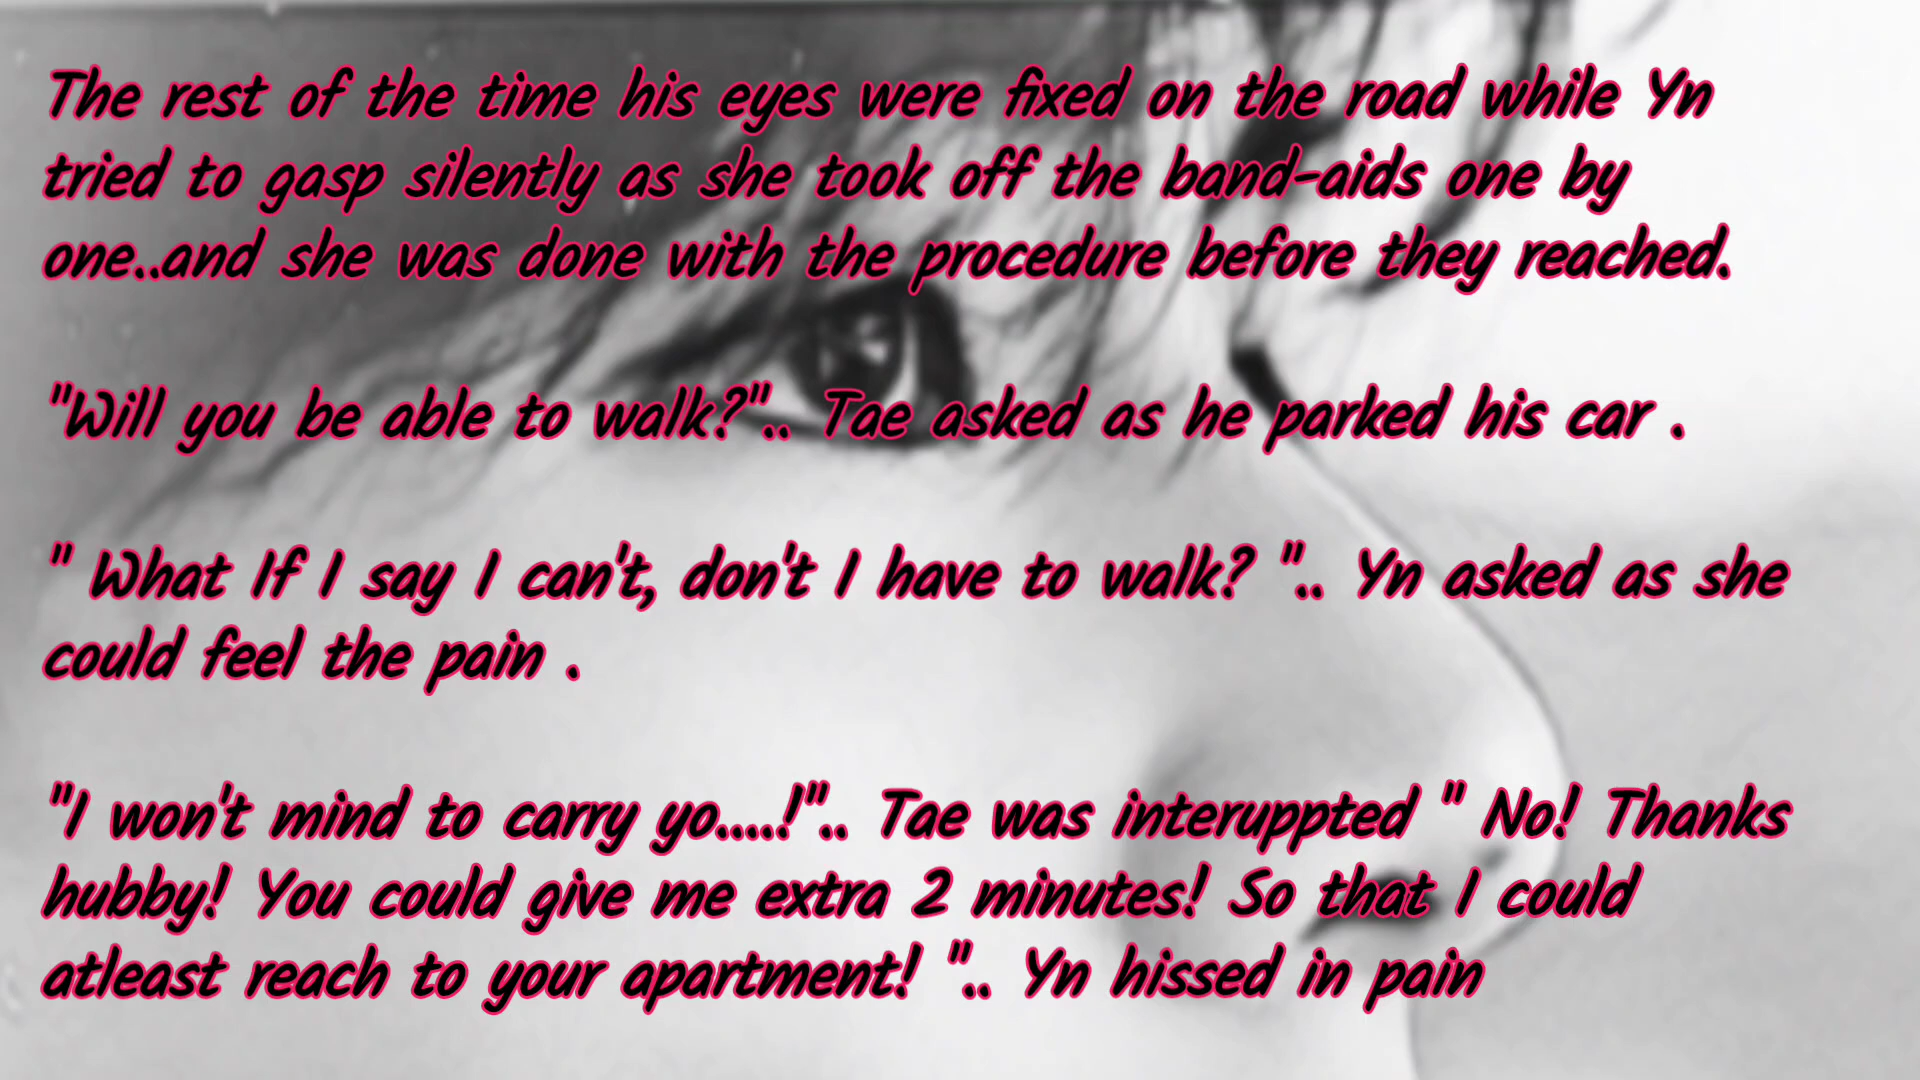 The rest of the time his eyes were fixed on the road while Yn
tried to gasp silently as she took off the band-aids one by
one..and she was done with the procedure before they reached.
"Will you be able to walk?".. Tae asked as he parked his car .
" What If I say I can't, don't I have to walk? ".. Yn asked as she
could feel the pain .
"I won't mind to carry yo....!".. Tae was interuppted " No! Thanks
hubby! You could give me extra 2 minutes! So that I could
atleast reach to your apartment! ".. Yn hissed in pain